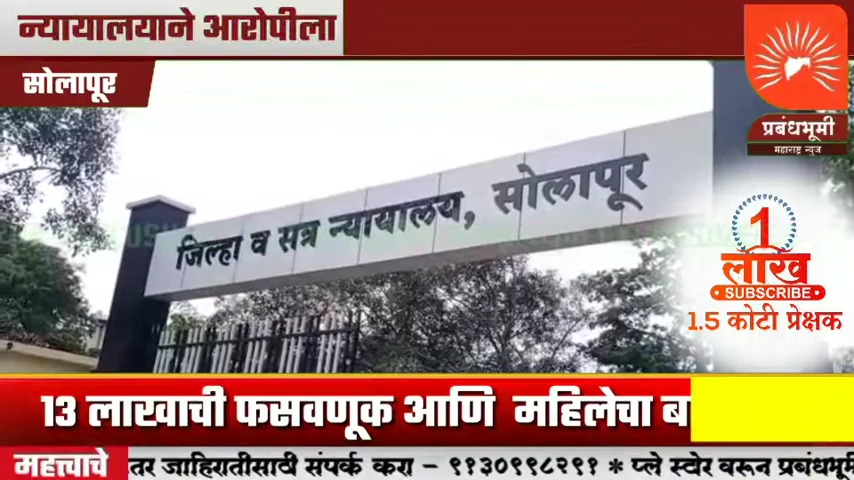 न्यायालयाने आरोपीला
सोलापूर
प्रबंधभूमी
महाराष्ट्र न्युज
जिल्हा व सत्र न्यायालय, सोलापूर
1
लाख
SUBSCRIBE
1.5 कोटी प्रेक्षक
13 लाखाची फसवणूक आणि महिलेचा
महत्त्वाचे
तर जाहिरातीसाठी संपर्क करा - ९१३०९९८२९१ * प्ले स्टोर वरून प्रबंधभूमी